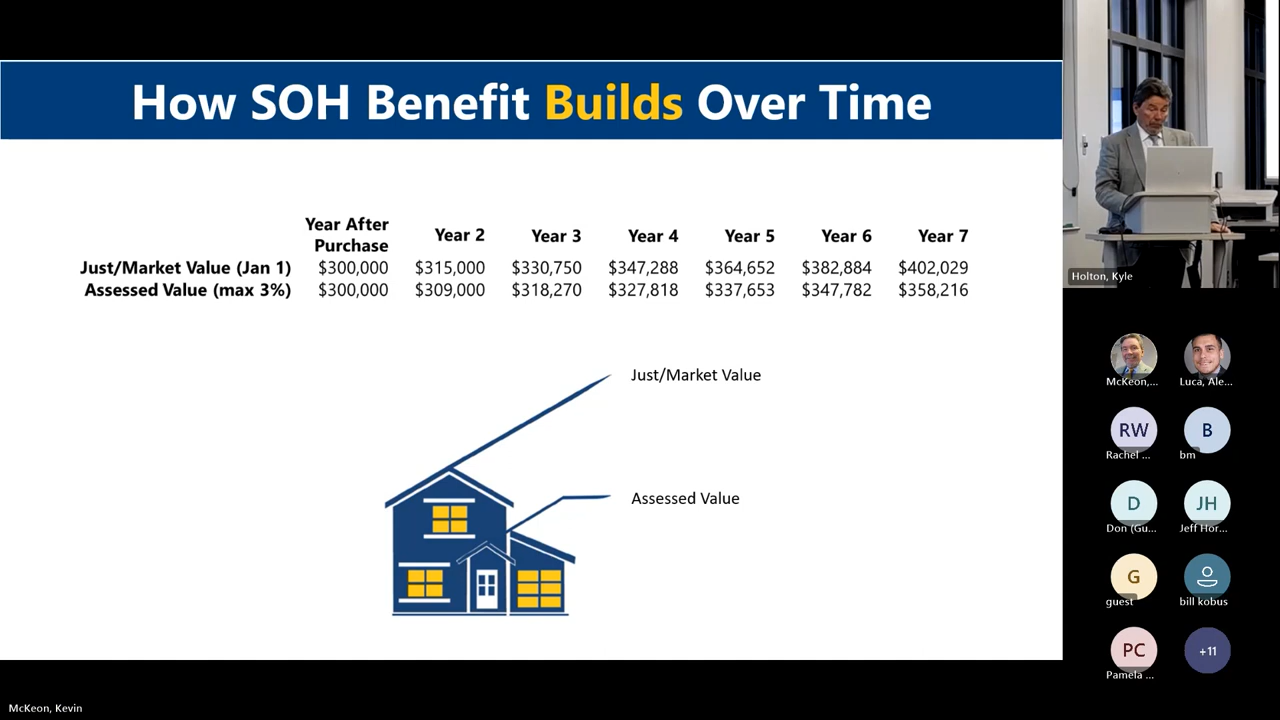 How SOH Benefit Builds Over Time
Year After
Purchase
Year 2 Year 3 Year 4 Year 5 Year 6 Year 7
Just/Market Value (Jan 1) $300,000 $315,000 $330,750 $347,288 $364,652 $382,884 $402,029
Assessed Value (max 3%) $300,000 $309,000 $318,270 $327,818 $337,653 $347,782 $358,216
Just/Market Value
Assessed Value
Holton, Kyle
McKeon,... Luca, Ale...
RW B
Rachel ... bm
D JH
Don (Gu... Jeff Hor...
G
guest bill kobus
PC +11
Pamela ...
McKeon, Kevin